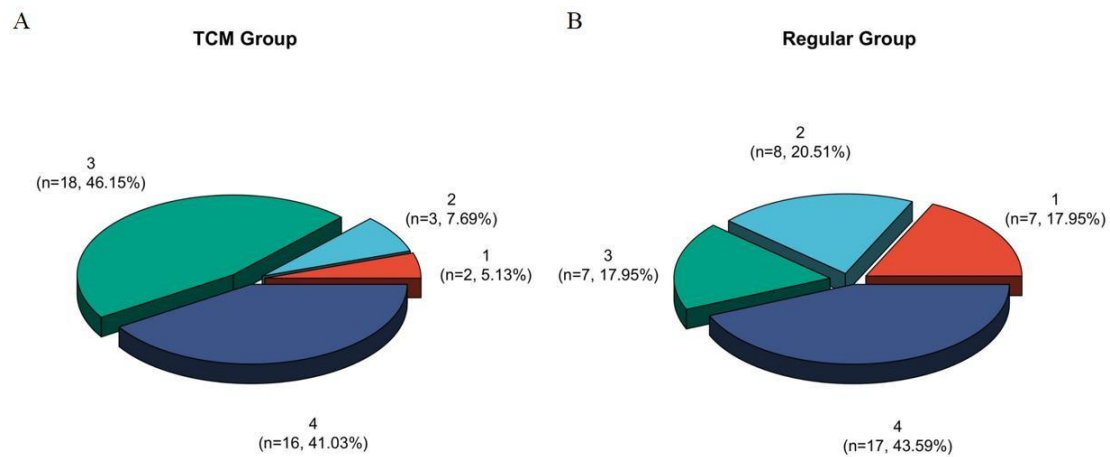 A
TCM Group
3
(n=18, 46.15%)
2
(n=3, 7.69%)
1
(n=2, 5.13%)
4
(n=16, 41.03%)
B
Regular Group
2
(n=8, 20.51%)
1
(n=7, 17.95%)
3
(n=7, 17.95%)
4
(n=17, 43.59%)